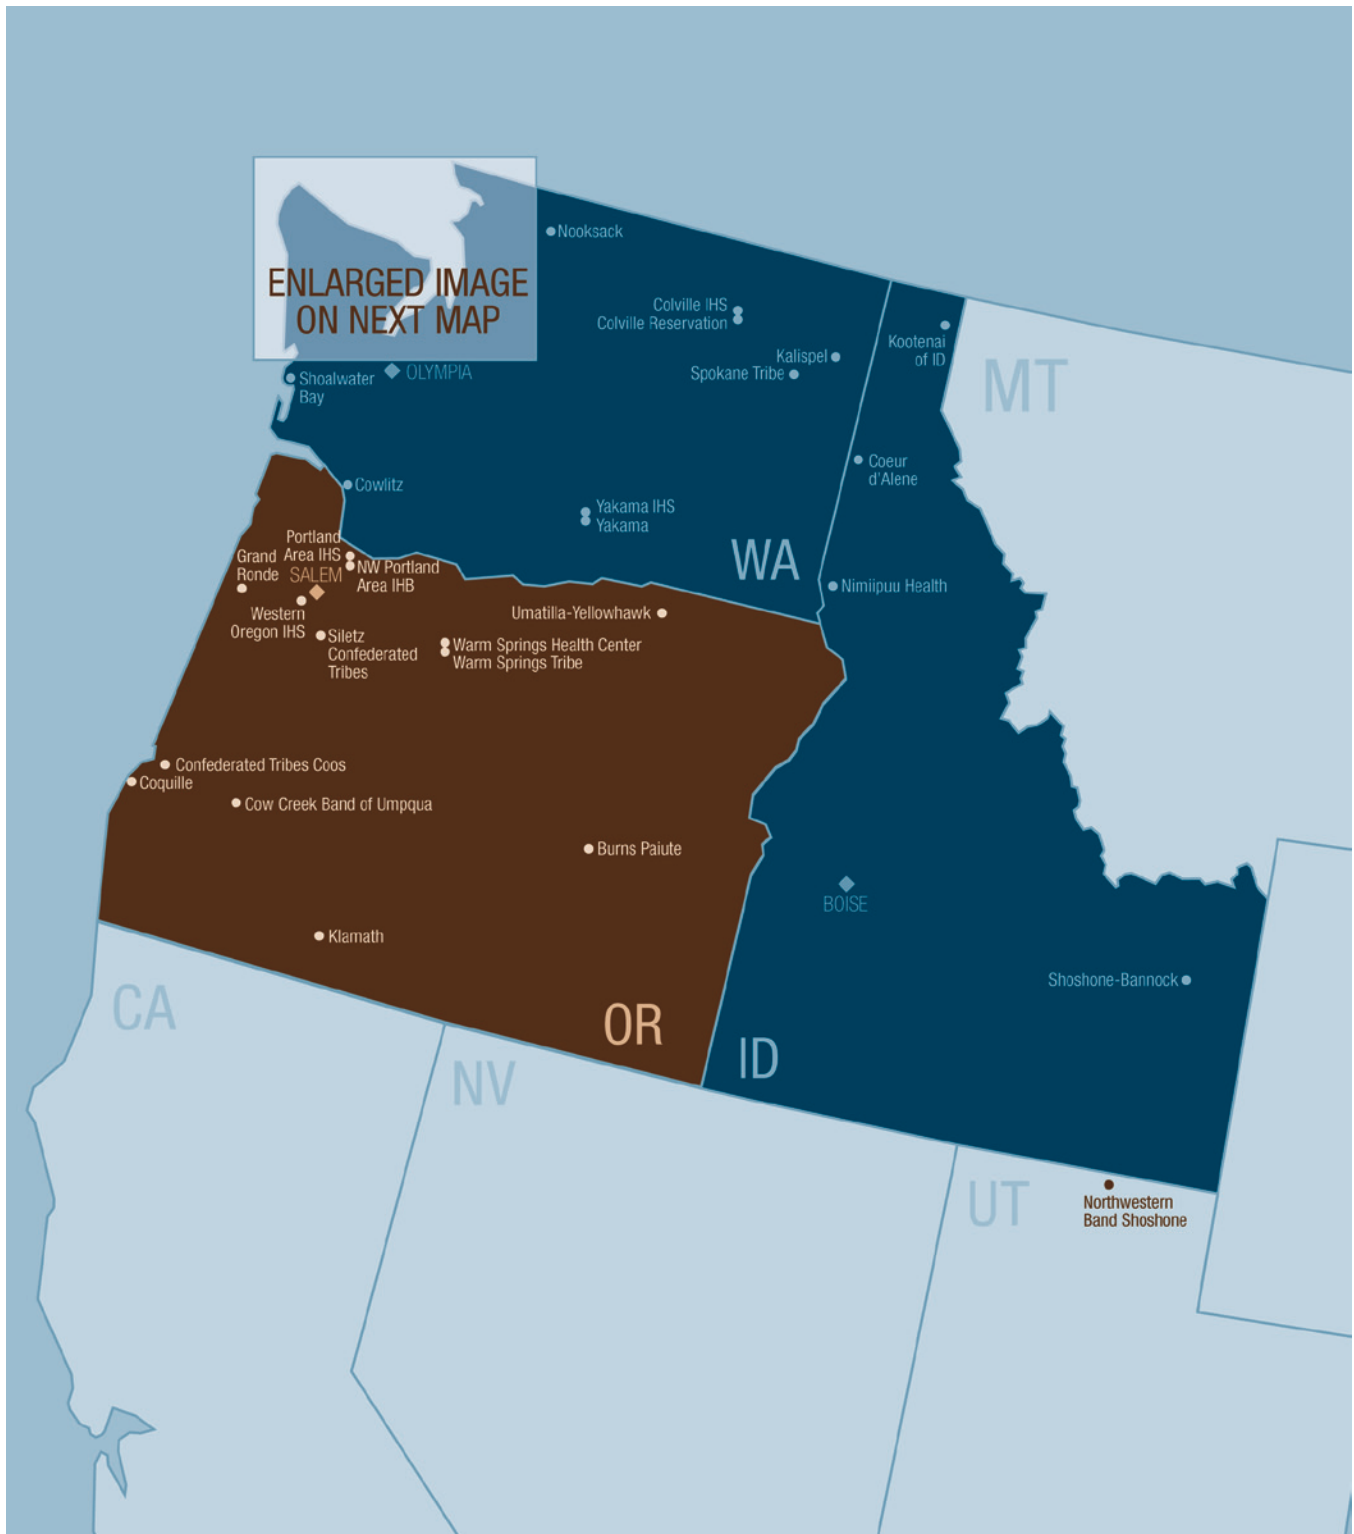 Nooksack
ENLARGED IMAGE
ON NEXT MAP
Colville IHS
Colville Reservation
Kootenai
of ID
Kalispel
Spokane Tribe
MT
OLYMPIA
Shoalwater
Bay
Coeur
d'Alene
Cowlitz
Yakama IHS
Yakama
WA
Portland
Area IHS
Grand
Ronde
SALEM
NW Portland
Area IHB
Nimiipuu Health
Western
Oregon IHS
Umatilla-Yellowhawk
Siletz
Confederated
Tribes
Warm Springs Health Center
Warm Springs Tribe
Confederated Tribes Coos
Coquille
Cow Creek Band of Umpqua
Burns Paiute
BOISE
Klamath
Shoshone-Bannock
CA
OR
ID
NV
UT
Northwestern
Band Shoshone